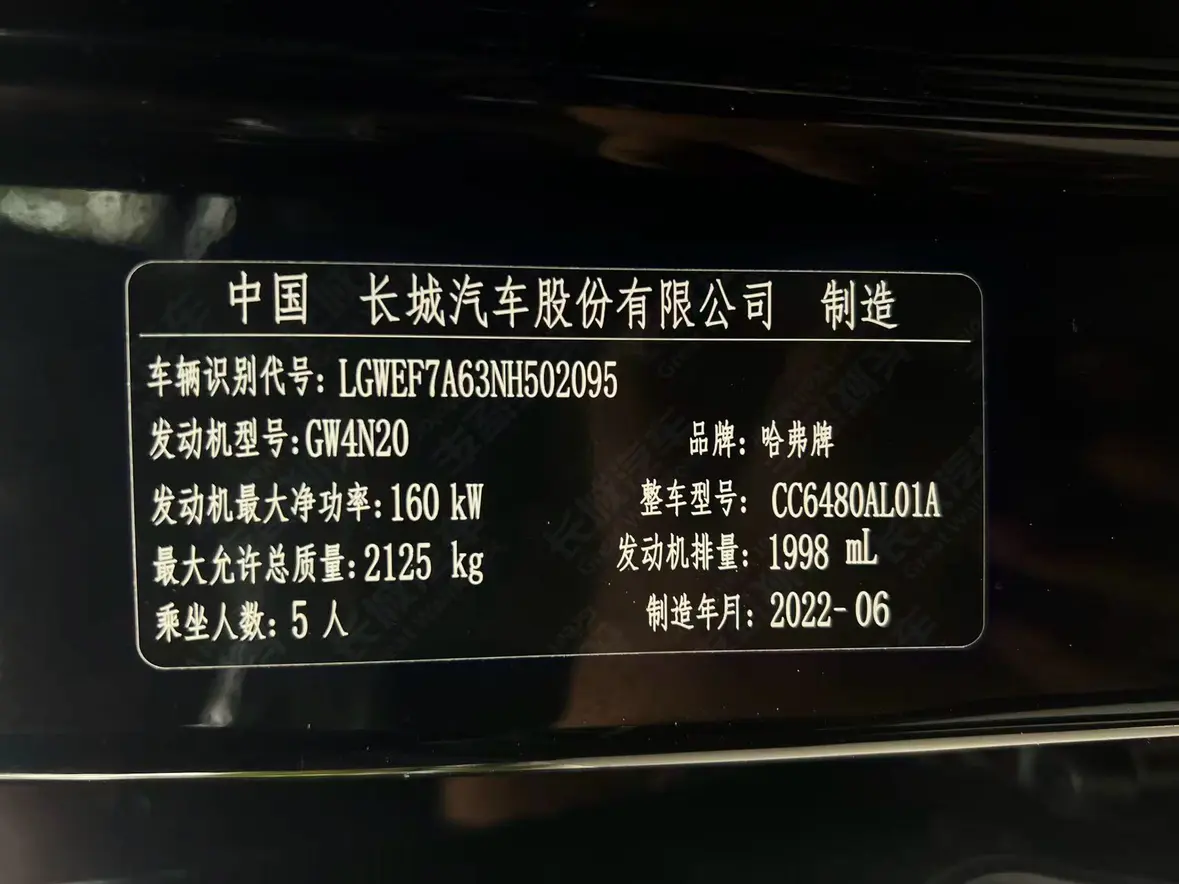 中国 长城汽车股份有限公司 制造
车辆识别代号：LGWEF7A63NH502095
发动机型号：GW4N20
品牌：哈弗牌
发动机最大净功率：160 kW
整车型号：CC6480AL01A
最大允许总质量：2125 kg
发动机排量：1998 mL
乘坐人数：5 人
制造年月：2022-06